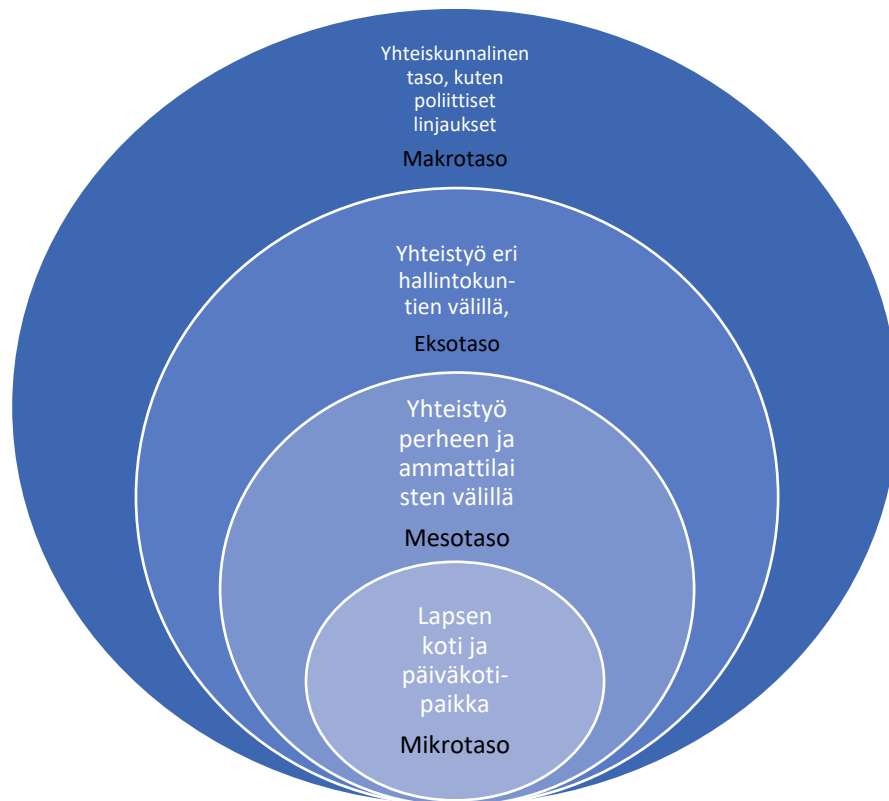 Yhteiskunnalinen
taso, kuten
poliittiset
linjaukset
Makrotaso
Yhteistyö eri
hallintokun-
tien välillä,
Eksotaso
Yhteistyö
perheen ja
ammattilai
sten välillä
Mesotaso
Lapsen
koti ja
päiväkoti-
paikka
Mikrotaso